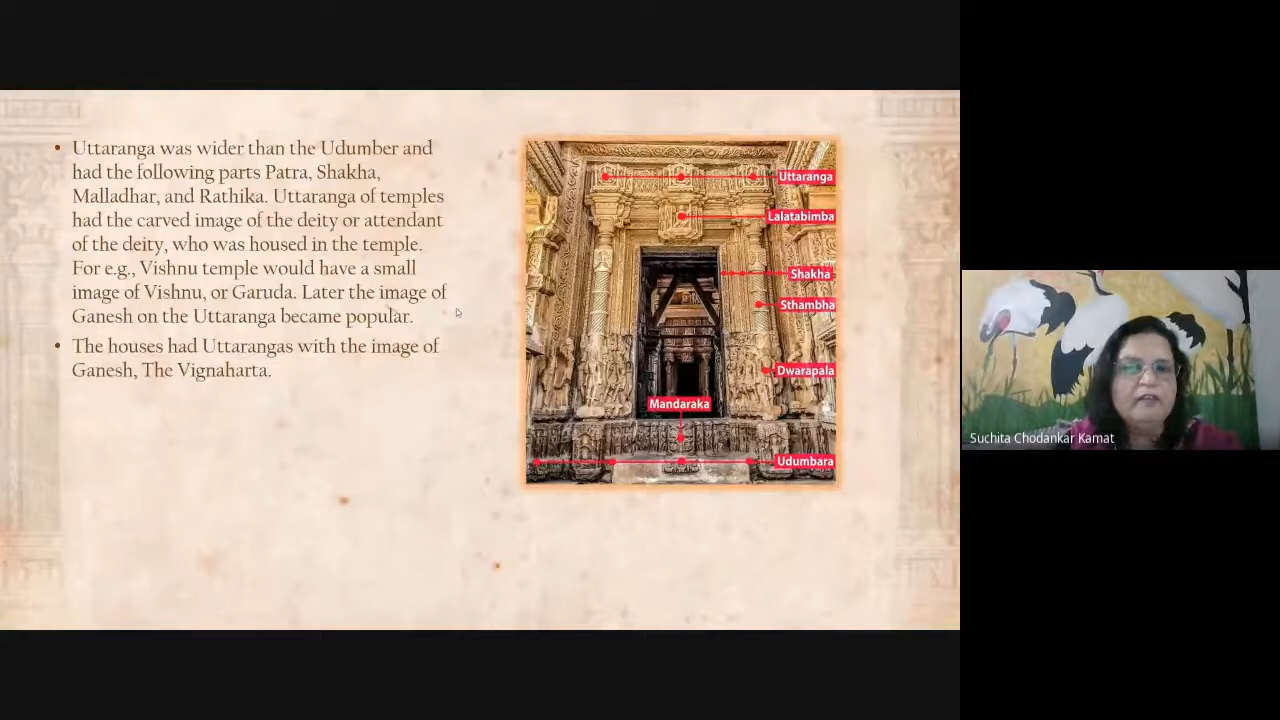 • Uttaranga was wider than the Udumber and
had the following parts Patra, Shakha,
Malladhar, and Rathika. Uttaranga of temples
had the carved image of the deity or attendant
of the deity, who was housed in the temple.
For e.g., Vishnu temple would have a small
image of Vishnu, or Garuda. Later the image of
Ganesh on the Uttaranga became popular.
• The houses had Uttarangas with the image of
Ganesh, The Vignaharta.
Uttaranga
Lalatabimba
Shakha
Sthambha
Dwarapala
Mandaraka
Udumbara
Suchita Chodankar Kamat